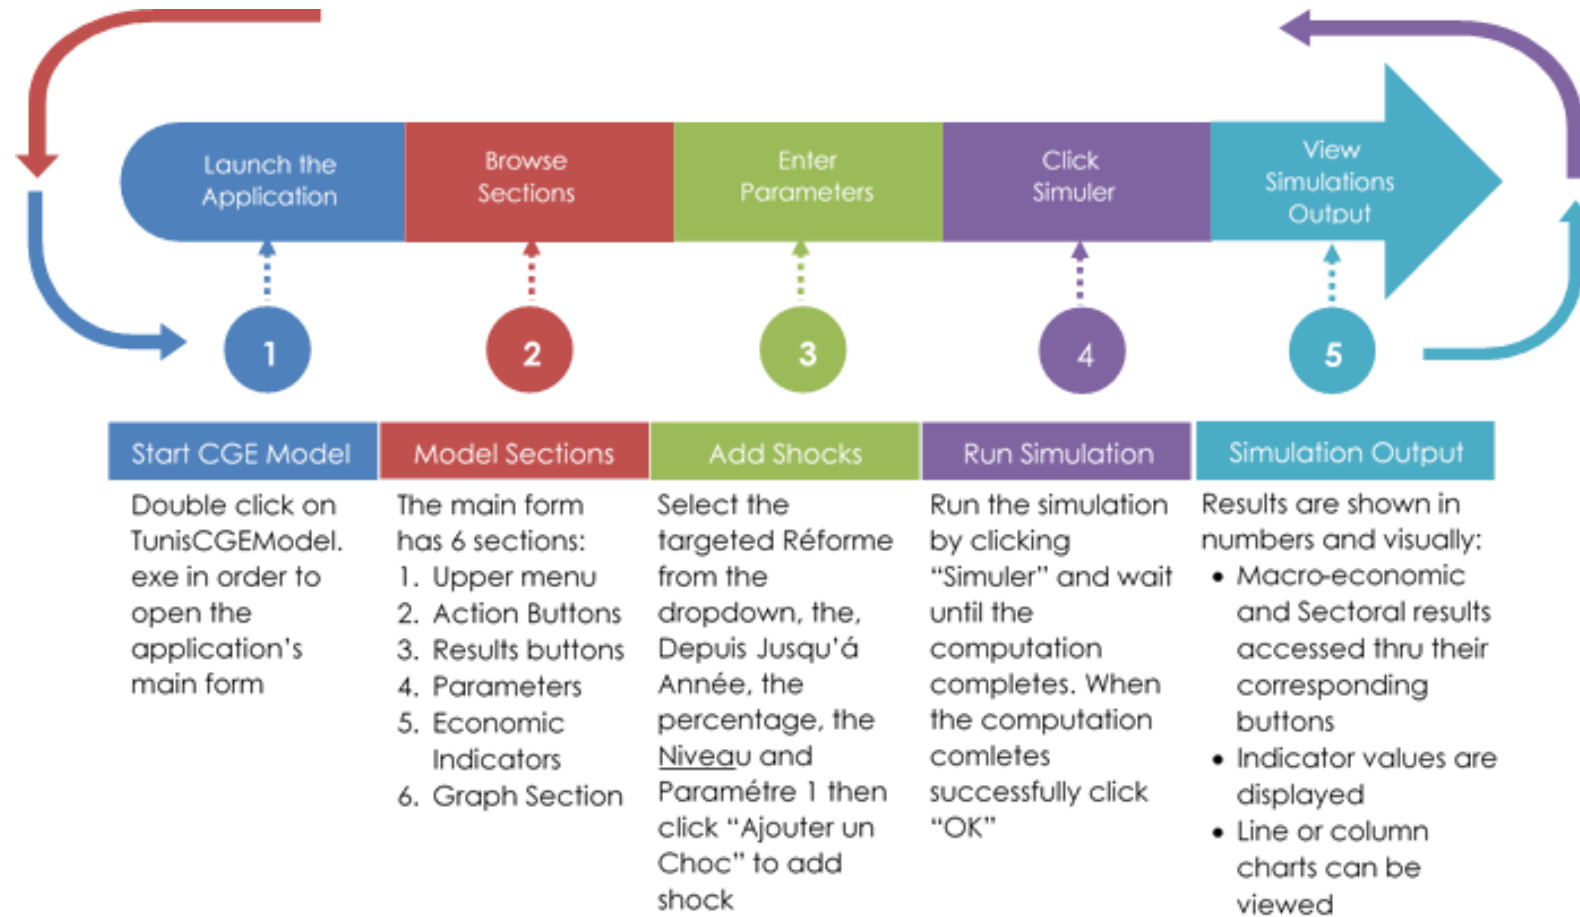 Launch the
Application
Browse
Sections
Enter
Parameters
Click
Simuler
View
Simulations
Output
1
2
3
4
5
Start CGE Model
Double click on
TunisCGEModel.
exe in order to
open the
application's
main form
Model Sections
The main form
has 6 sections:
1. Upper menu
2. Action Buttons
3. Results buttons
4. Parameters
5. Economic
Indicators
6. Graph Section
Add Shocks
Select the
targeted Réforme
from the
dropdown, the,
Depuis Jusqu'á
Année, the
percentage, the
Niveau and
Paramétre 1 then
click “Ajouter un
Choc” to add
shock
Run Simulation
Run the simulation
by clicking
“Simuler” and wait
until the
computation
completes. When
the computation
comletes
successfully click
“OK”
Simulation Output
Results are shown in
numbers and visually:
• Macro-economic
and Sectoral results
accessed thru their
corresponding
buttons
• Indicator values are
displayed
• Line or column
charts can be
viewed